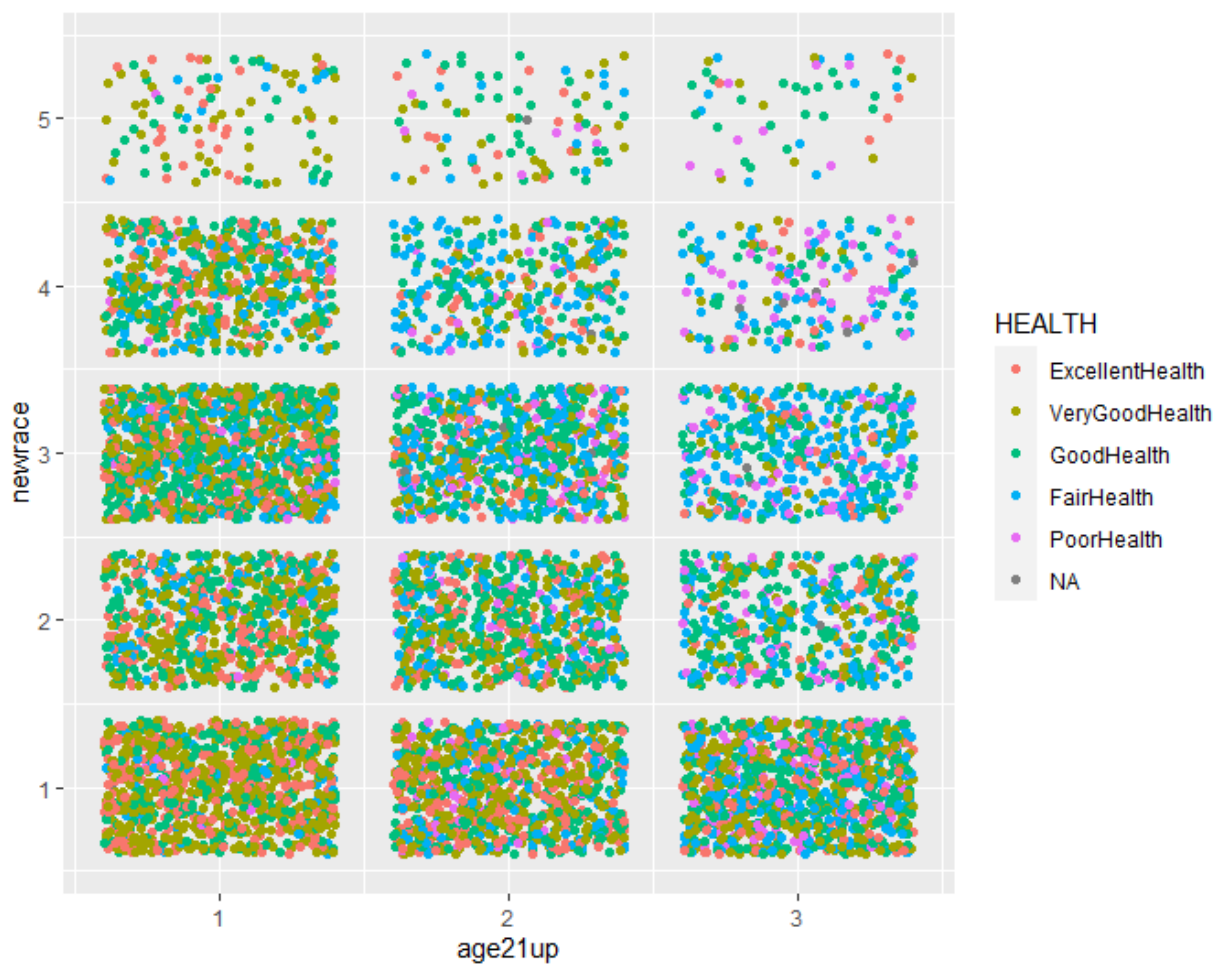 5
4
3
2
1
newrace
1
2
3
age21up
HEALTH
ExcellentHealth
VeryGoodHealth
GoodHealth
FairHealth
PoorHealth
NA